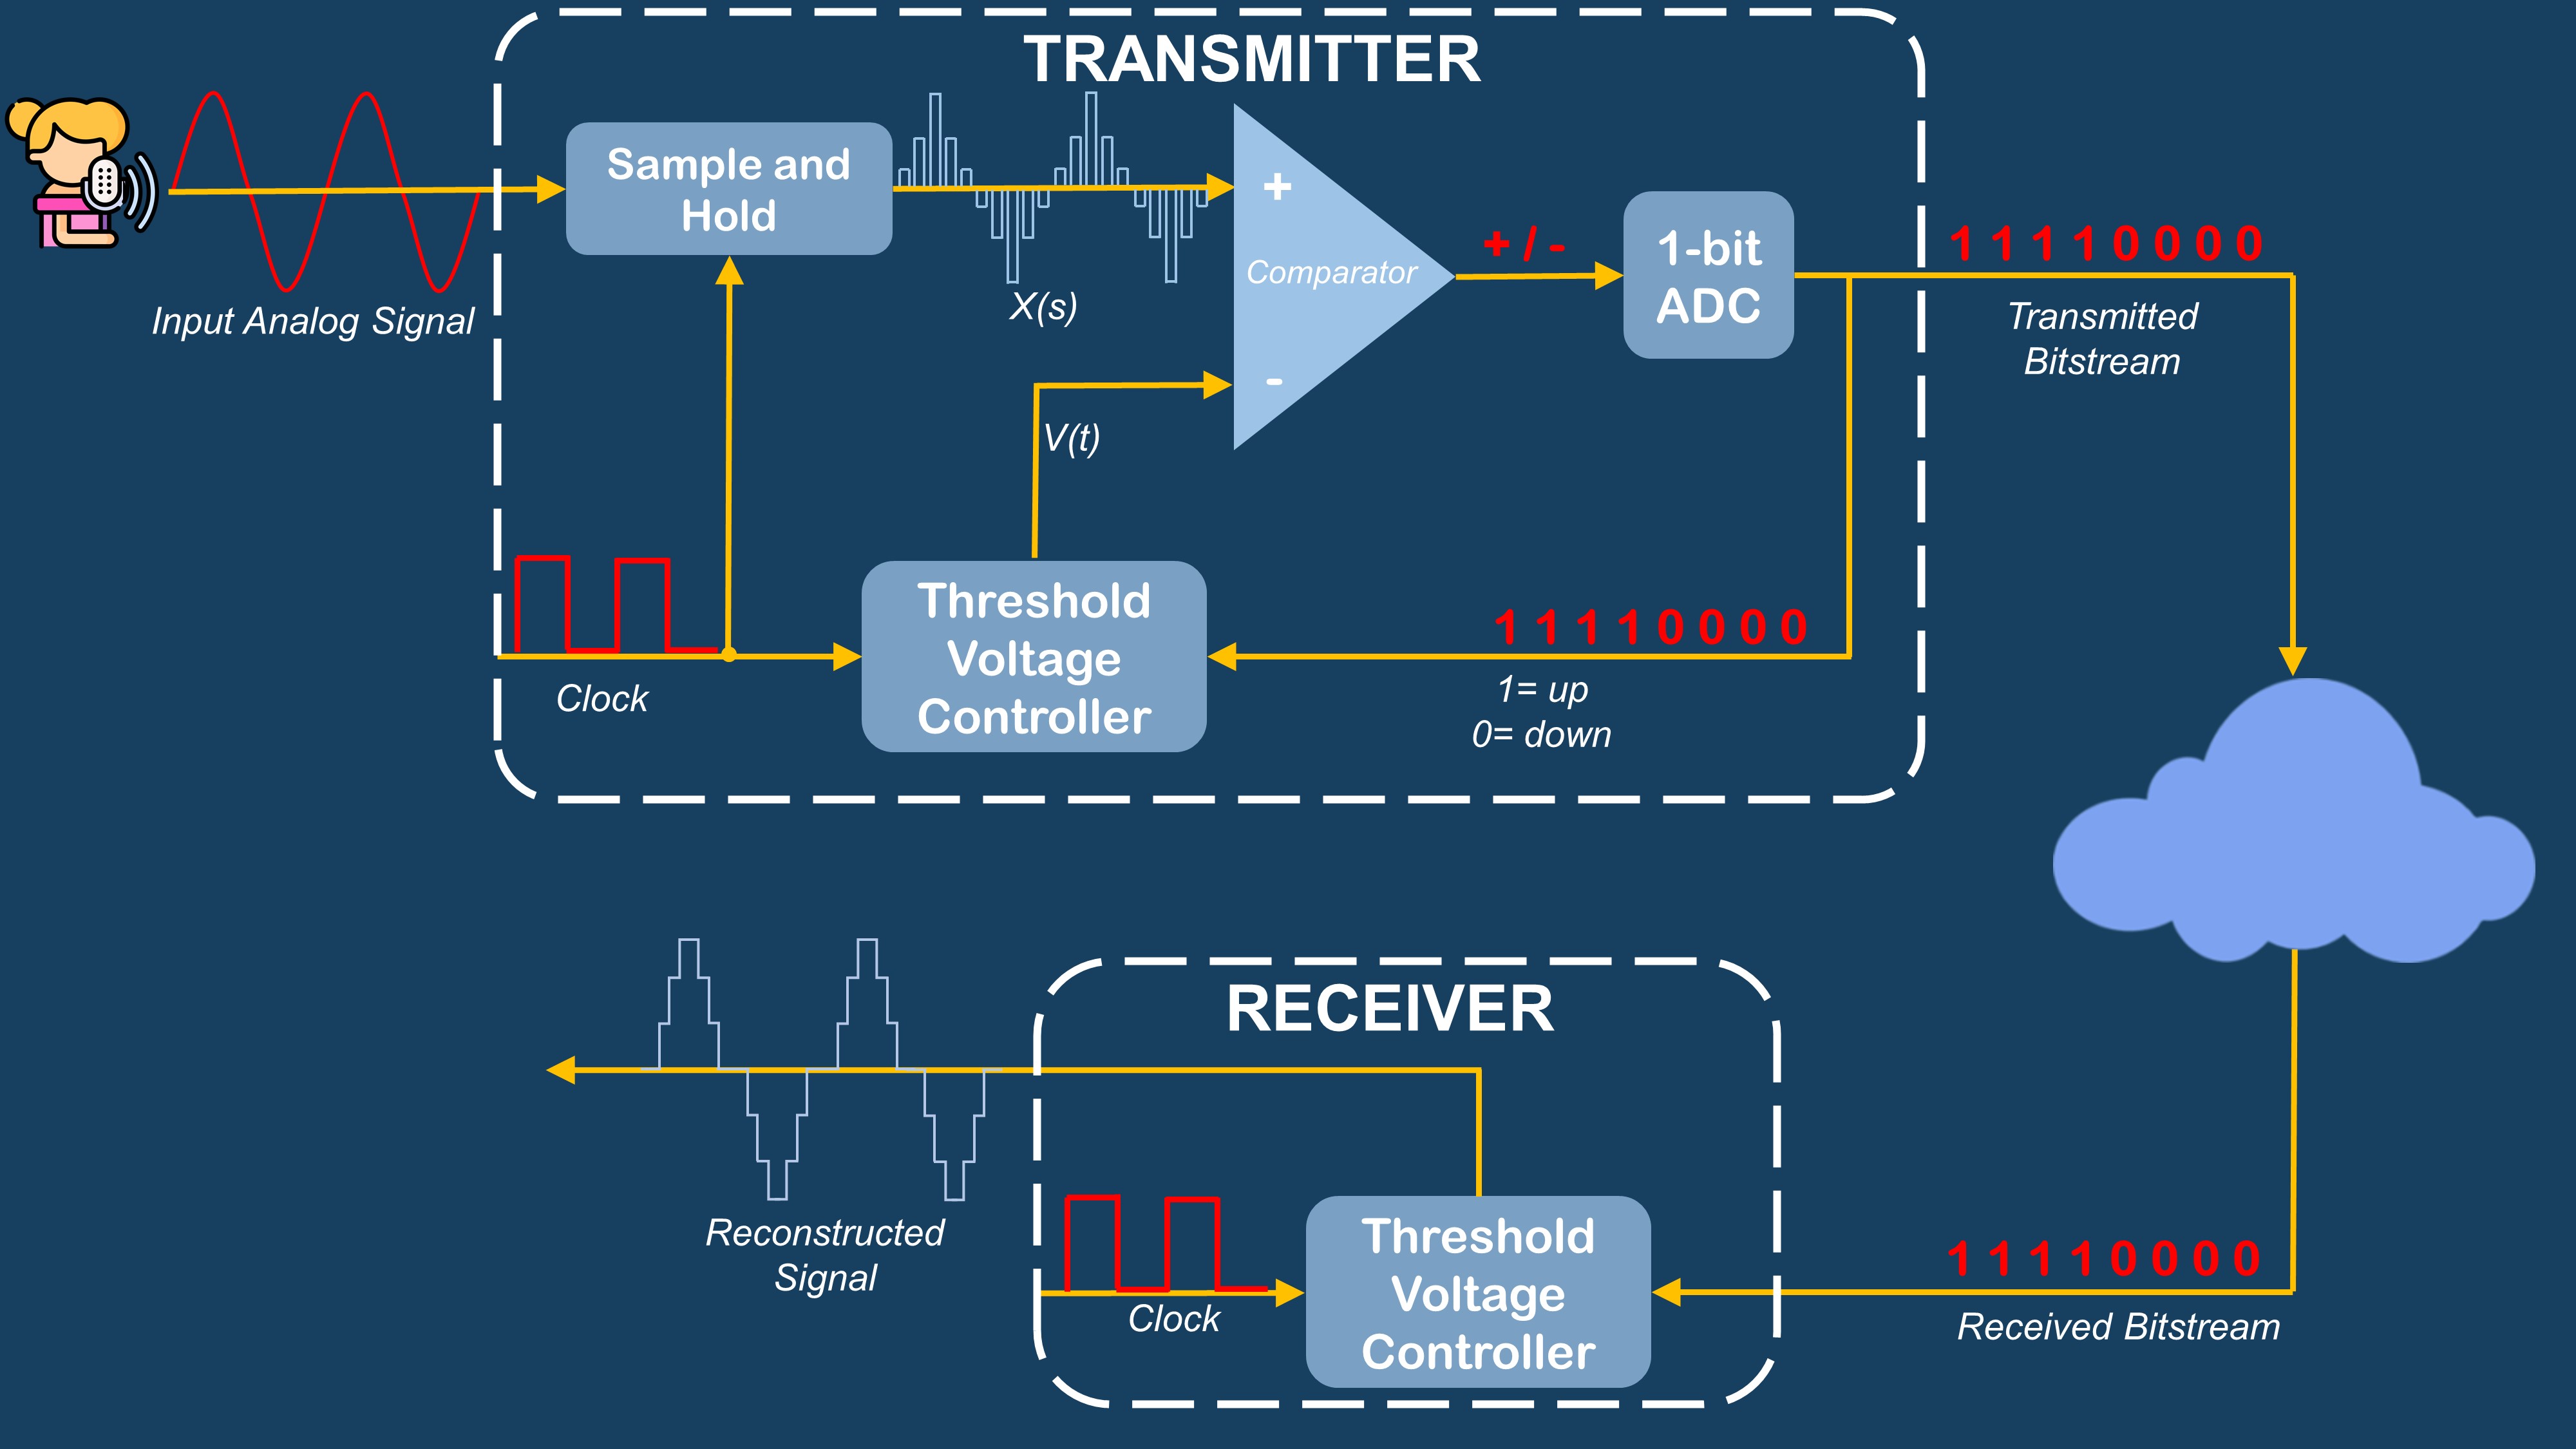 TRANSMITTER
Sample and
Hold
+
Comparator
-
+ / -
1-bit
ADC
1 1 1 1 0 0 0 0
Transmitted
Bitstream
Input Analog Signal
X(s)
V(t)
Clock
Threshold
Voltage
Controller
1 1 1 1 0 0 0 0
1= up
0= down
RECEIVER
Reconstructed
Signal
Clock
Threshold
Voltage
Controller
1 1 1 1 0 0 0 0
Received Bitstream